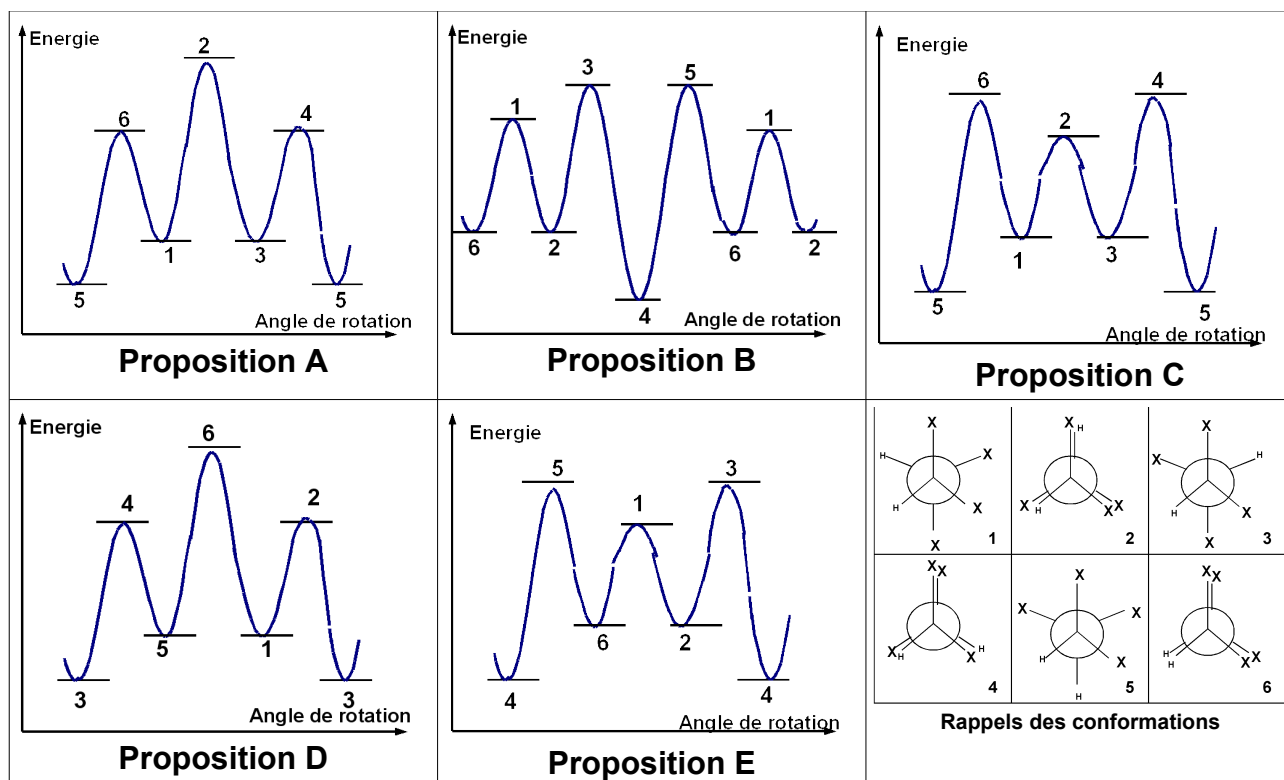 Energie
2
6
4
1
3
5
5
Angle de rotation
Proposition A
Energie
3
5
1
1
6
2
6
2
4
Angle de rotation
Proposition B
Energie
6
4
2
1
3
5
5
Angle de rotation
Proposition C
Energie
6
4
2
5
1
3
3
Angle de rotation
Proposition D
Energie
5
3
1
6
2
4
4
Angle de rotation
Proposition E
X
H
X
H
X
X
1
X
H
X
H
X X
2
X
X
H
H
X
X
3
X X
X
H
X
H
4
X
X
X
H
X
H
5
X X
H
H
X X
6
Rappels des conformations